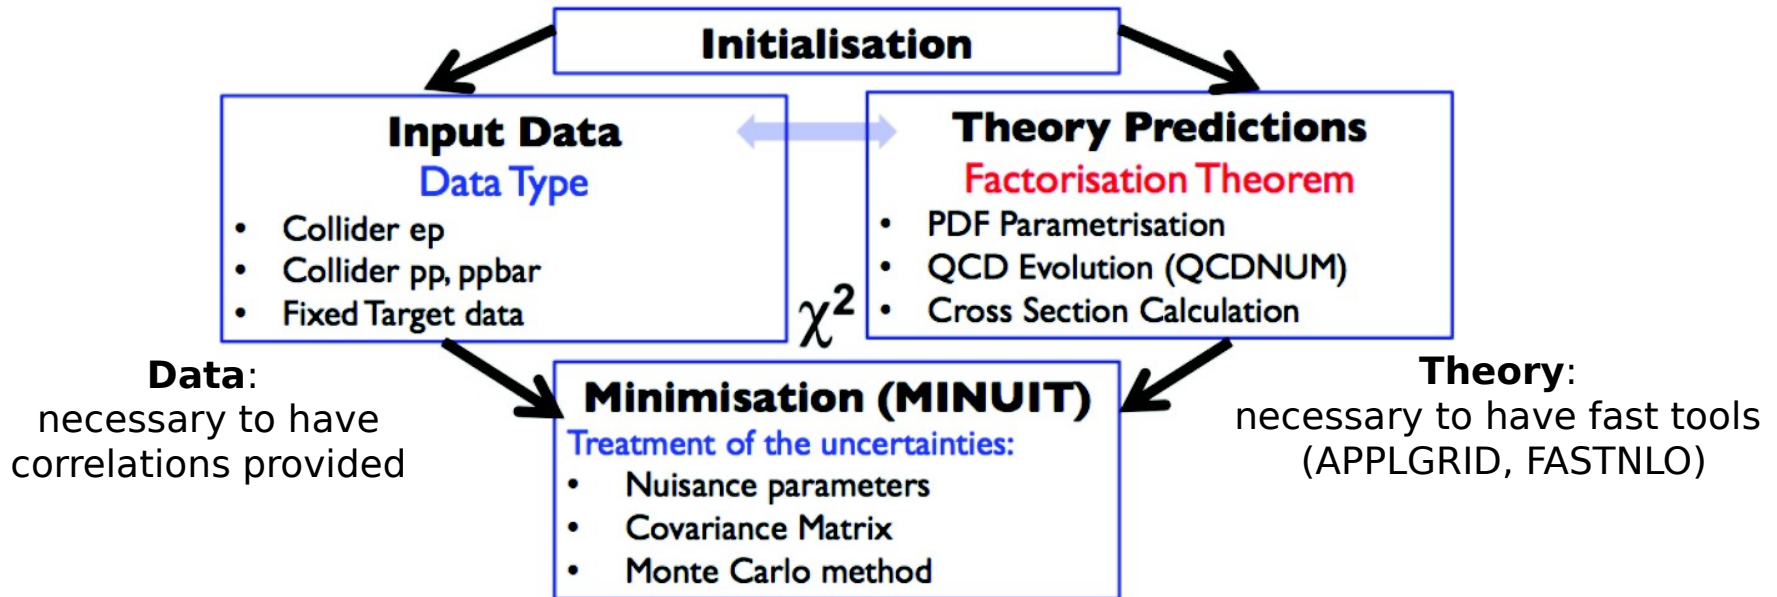 Initialisation
Input Data
Data Type
• Collider ep
• Collider pp, ppbar
• Fixed Target data
Theory Predictions
Factorisation Theorem
• PDF Parametrisation
• QCD Evolution (QCDNUM)
• Cross Section Calculation
χ²
Data:
necessary to have
correlations provided
Minimisation (MINUIT)
Treatment of the uncertainties:
• Nuisance parameters
• Covariance Matrix
• Monte Carlo method
Theory:
necessary to have fast tools
(APPLGRID, FASTNLO)